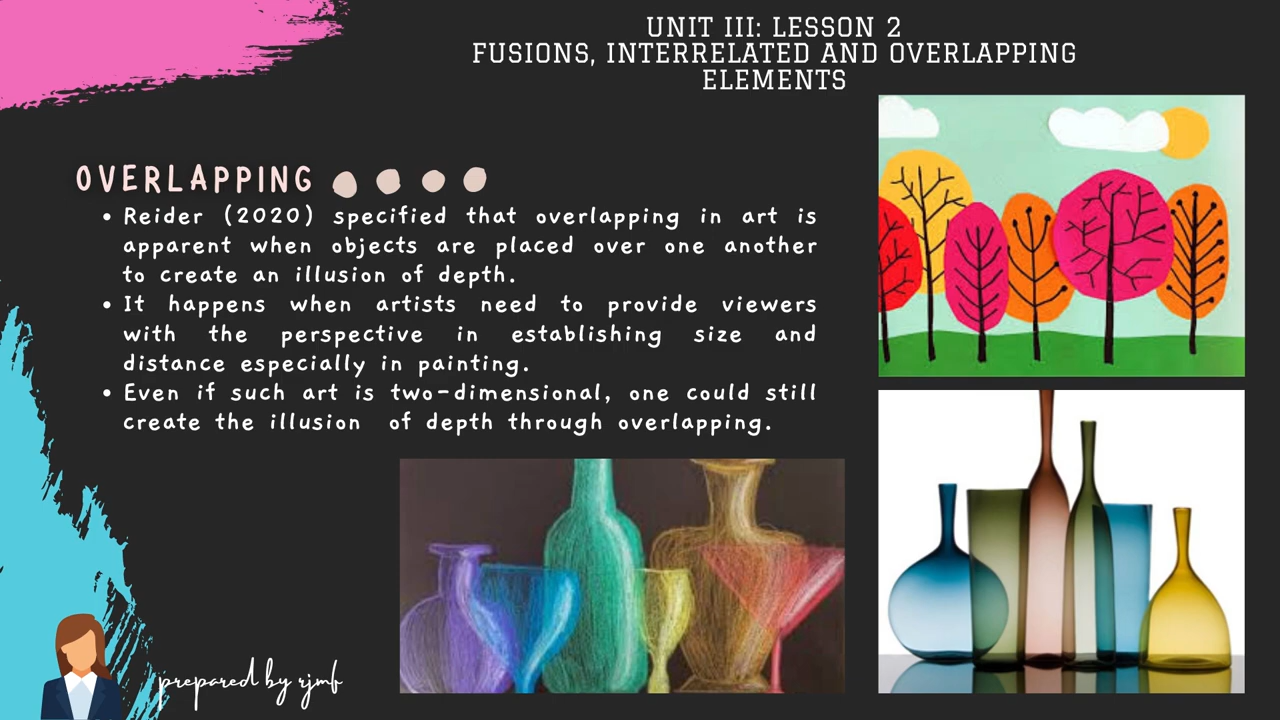 UNIT III: LESSON 2
FUSIONS, INTERRELATED AND OVERLAPPING
ELEMENTS
OVERLAPPING
• Reider (2020) specified that overlapping in art is
apparent when objects are placed over one another
to create an illusion of depth.
• It happens when artists need to provide viewers
with the perspective in establishing size and
distance especially in painting.
• Even if such art is two-dimensional, one could still
create the illusion of depth through overlapping.
prepared by rjmf